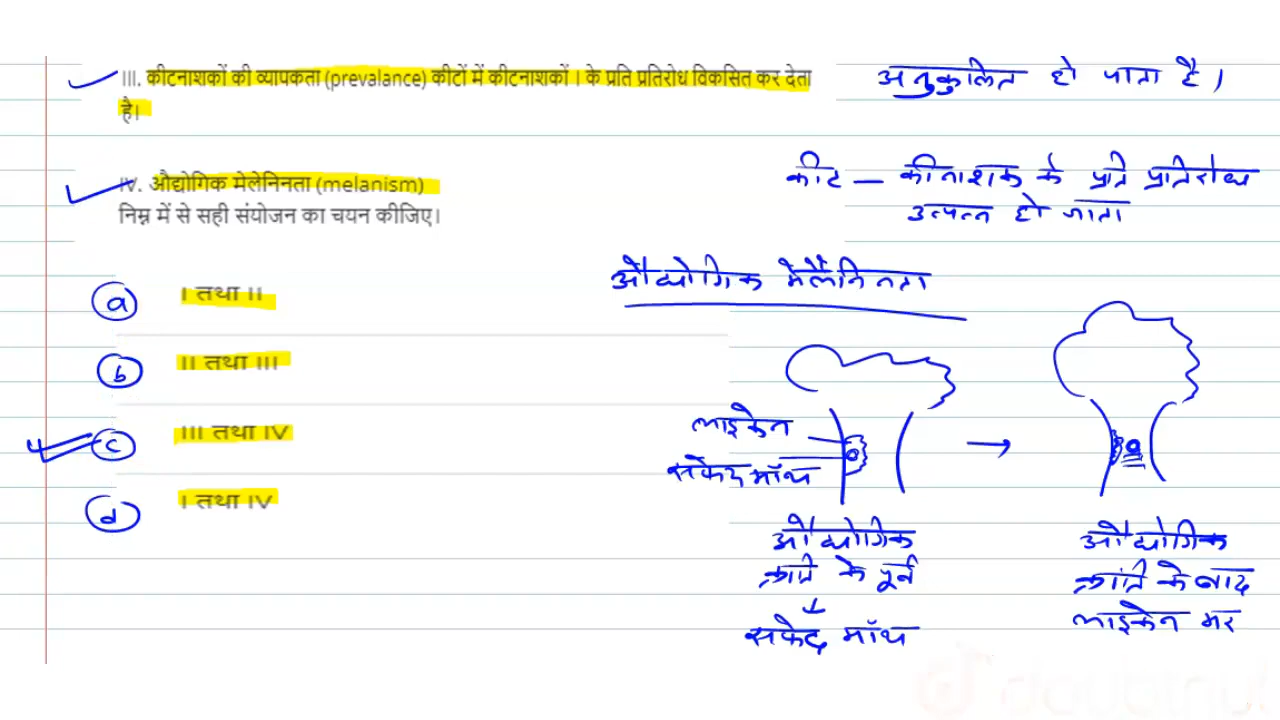 III. कीटनाशकों की व्यापकता (prevalance) कीटों में कीटनाशकों । के प्रति प्रतिरोध विकसित कर देता
है।
अनुकुलित हो जाता है।
IV. औद्योगिक मेलेनिनता (melanism)
निम्न में से सही संयोजन का चयन कीजिए।
कीट – कीनाशक के प्रति प्रतिरोध
उत्पत्न हो जाता
औद्योगिक मेलैनिनता
a I तथा II
b II तथा III
c III तथा IV
d I तथा IV
लाइकेन
सफेद मॉथ
औद्योगिक
क्रांति के पूर्व
सफेद मॉथ
औद्योगिक
क्रांति के बाद
लाइकेन मर
doubtnut